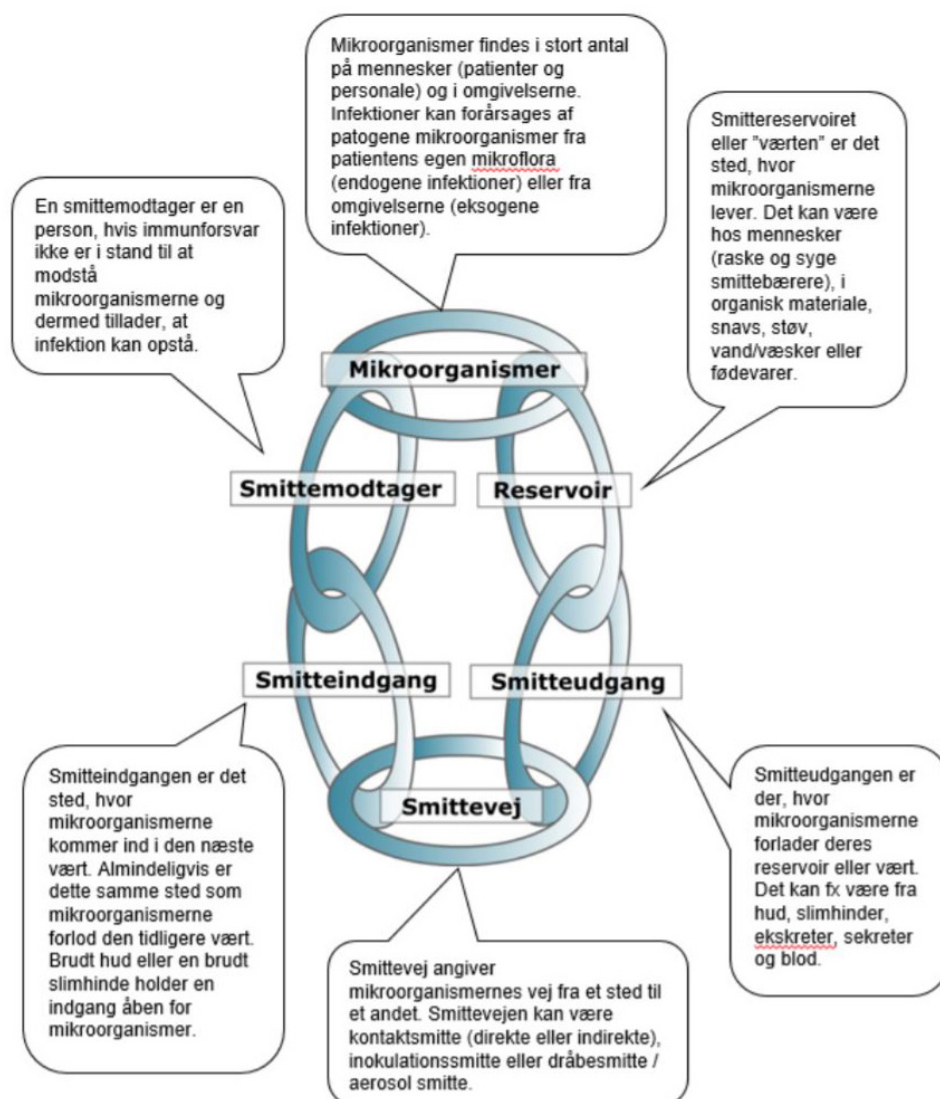 Mikroorganismer findes i stort antal
på mennesker (patienter og
personale) og i omgivelserne.
Infektioner kan forårsages af
patogene mikroorganismer fra
patientens egen mikroflora
(endogene infektioner) eller fra
omgivelserne (eksogene
infektioner).
Smittereservoiret
eller ”værten” er det
sted, hvor
mikroorganismerne
lever. Det kan være
hos mennesker
(raske og syge
smittebærere), i
organisk materiale,
snavs, støv,
vand/væsker eller
fødevarer.
En smittemodtager er en
person, hvis immunforsvar
ikke er i stand til at
modstå
mikroorganismerne og
dermed tillader, at
infektion kan opstå.
Mikroorganismer
Smittemodtager
Reservoir
Smitteindgang
Smitteudgang
Smittevej
Smitteindgangen er det
sted, hvor
mikroorganismerne
kommer ind i den næste
vært. Almindeligvis er
dette samme sted som
mikroorganismerne
forlod den tidligere vært.
Brudt hud eller en brudt
slimhinde holder en
indgang åben for
mikroorganismer.
Smitteudgangen er
der, hvor
mikroorganismerne
forlader deres
reservoir eller vært.
Det kan fx være fra
hud, slimhinder,
ekskreter, sekreter
og blod.
Smittevej angiver
mikroorganismernes vej fra et sted til
et andet. Smittevejen kan være
kontaktsmitte (direkte eller indirekte),
inokulationssmitte eller dråbesmitte /
aerosol smitte.